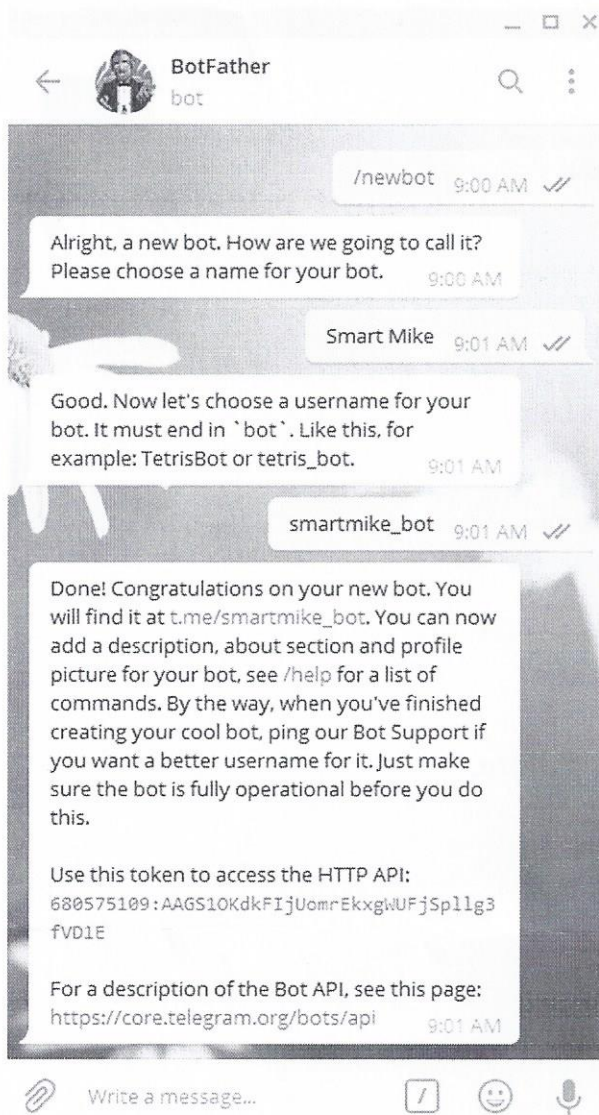 BotFather
bot
/newbot 9:00 AM
Alright, a new bot. How are we going to call it?
Please choose a name for your bot. 9:00 AM
Smart Mike 9:01 AM
Good. Now let's choose a username for your
bot. It must end in `bot`. Like this, for
example: TetrisBot or tetris_bot. 9:01 AM
smartmike_bot 9:01 AM
Done! Congratulations on your new bot. You
will find it at t.me/smartmike_bot. You can now
add a description, about section and profile
picture for your bot, see /help for a list of
commands. By the way, when you've finished
creating your cool bot, ping our Bot Support if
you want a better username for it. Just make
sure the bot is fully operational before you do
this.
Use this token to access the HTTP API:
680575109:AAGS1OKdkFIjUomrEkxgWUFjSpllg3
fVD1E
For a description of the Bot API, see this page:
https://core.telegram.org/bots/api 9:01 AM
Write a message...